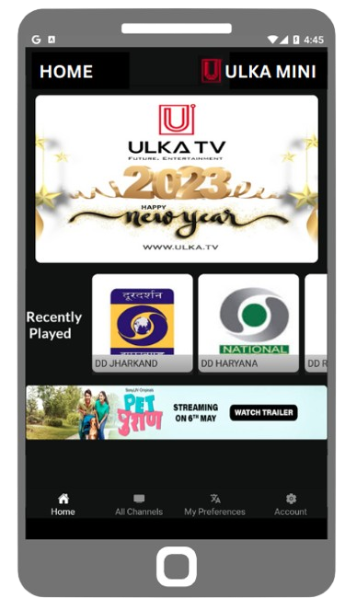 G 4:45
HOME
U ULKA MINI
U
ULKA TV
FUTURE. ENTERTAINMENT
2023
HAPPY
new year
WWW.ULKA.TV
Recently
Played
दूरदर्शन
DD JHARKAND
NATIONAL
DD HARYANA
DD R
PET
पुराण
STREAMING
ON 6TH MAY
WATCH TRAILER
Home All Channels My Preferences Account